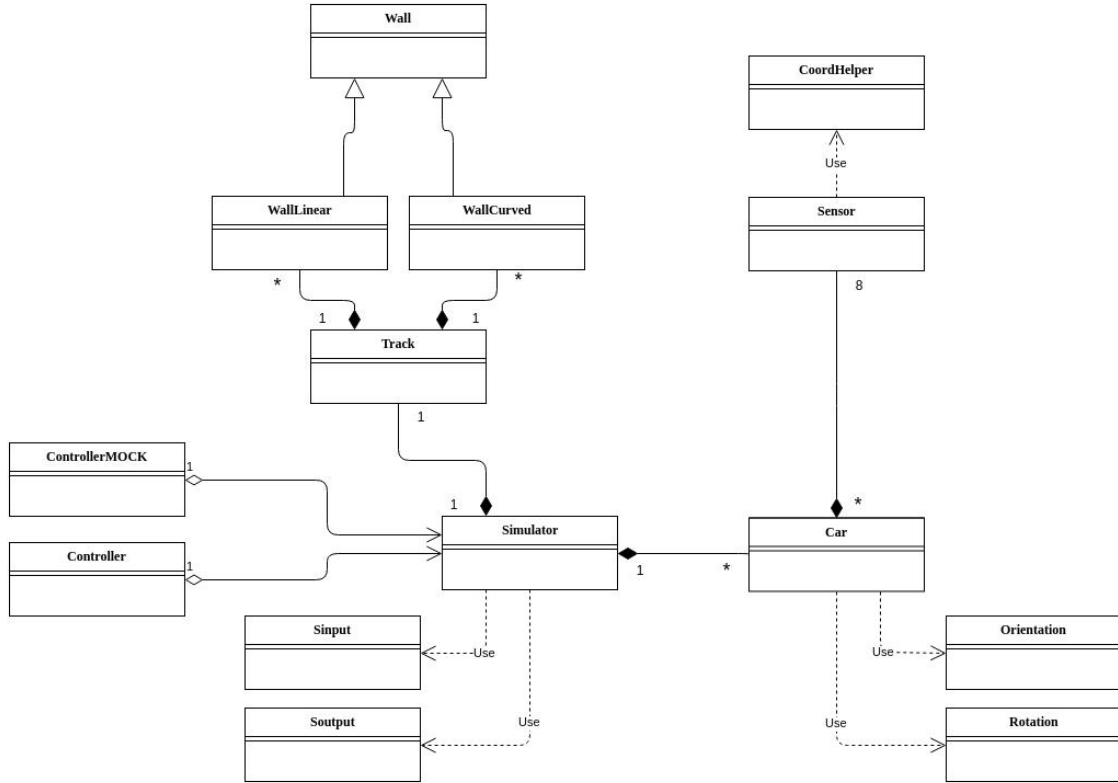 Wall
CoordHelper
Use
WallLinear
WallCurved
Sensor
*
*
8
1
1
Track
1
ControllerMOCK
1
1
*
Simulator
Car
Controller
1
1
*
Sinput
Use
Orientation
Use
Soutput
Use
Rotation
Use